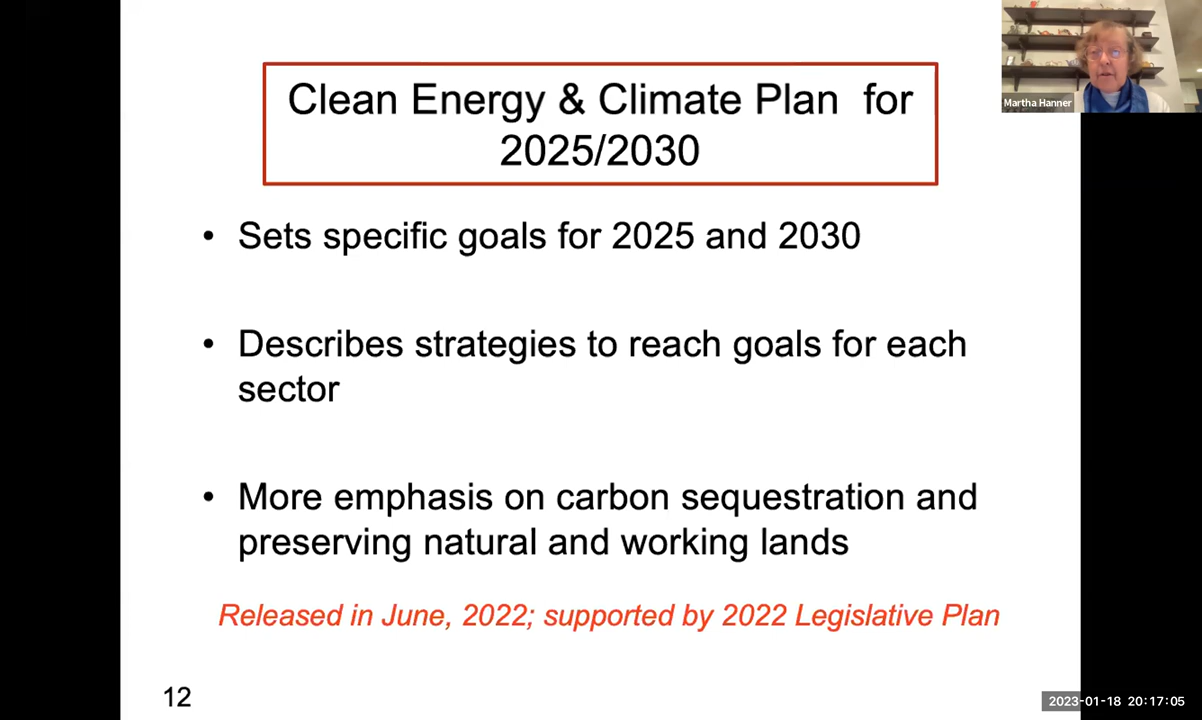 Clean Energy & Climate Plan for
2025/2030
Martha Hanner
• Sets specific goals for 2025 and 2030
• Describes strategies to reach goals for each
sector
• More emphasis on carbon sequestration and
preserving natural and working lands
Released in June, 2022; supported by 2022 Legislative Plan
12
2023-01-18 20:17:05